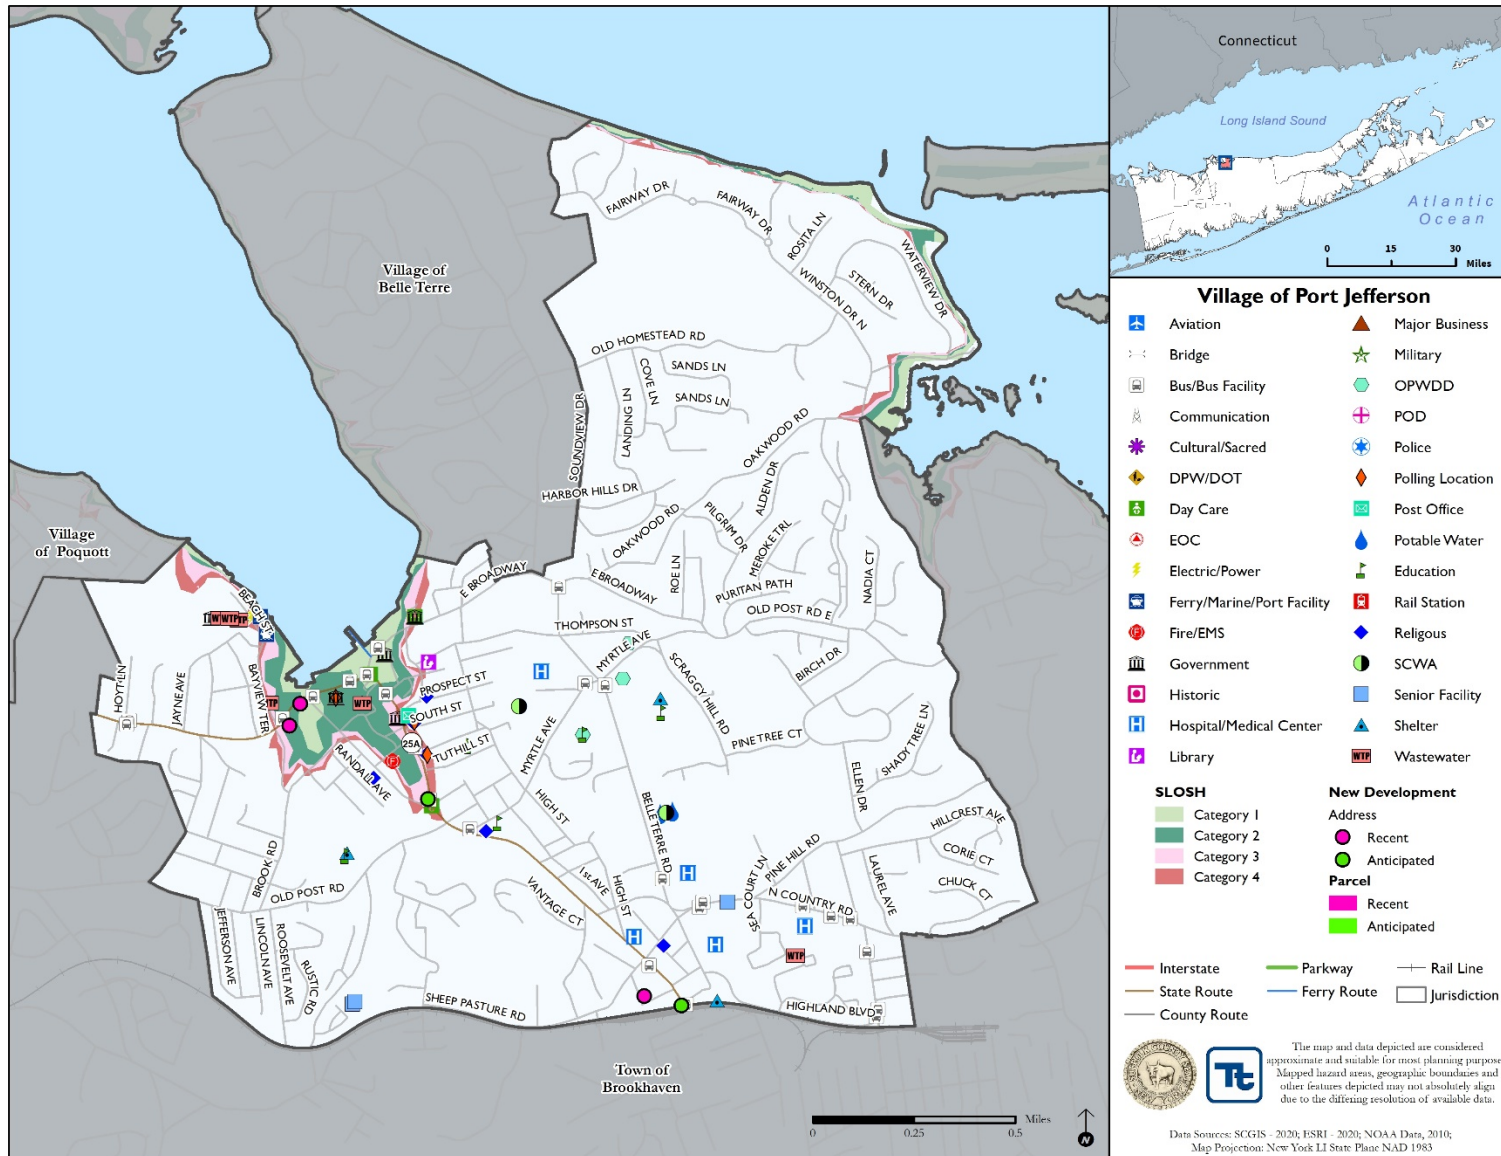 Village of
Belle Terre
Village
of Poquott
Town of
Brookhaven
FAIRWAY DR
FAIRWAY DR
ROSITA LN
WATERVIEW DR
STERN DR
WINSTON DR N
OLD HOMESTEAD RD
SANDS LN
COVE LN
SANDS LN
LANDING LN
SOUNDVIEW DR
OAKWOOD RD
ALDEN DR
HARBOR HILLS DR
PILGRIM DR
OAKWOOD RD
MEROKE TRL
NADIA CT
E BROADWAY
E BROADWAY
ROE LN
PURITAN PATH
OLD POST RD E
THOMPSON ST
MYRTLE AVE
BIRCH DR
SCRAGGY HILL RD
BEACH ST
HOYT LN
JAYNE AVE
BAYVIEW TER
PROSPECT ST
SOUTH ST
25A
TUTHILL ST
MYRTLE AVE
PINE TREE CT
SHADY TREE LN
RANDALL AVE
HIGH ST
ELLEN DR
BELLE TERRE RD
HILLCREST AVE
CORIE CT
CHUCK CT
PINE HILL RD
LAURELAVE
SEA COURT LN
N COUNTRY RD
BROOK RD
OLD POST RD
1st AVE
HIGH ST
VANTAGE CT
JEFFERSON AVE
LINCOLN AVE
ROOSEVELT AVE
RUSTIC RD
SHEEP PASTURE RD
HIGHLAND BLVD
W
WTP
TP
TP
WTP
WTP
F
H
H
H
H
H
0
0.25
0.5
Miles
N
Connecticut
Long Island Sound
Atlantic
Ocean
0
15
30
Miles
Village of Port Jefferson
Aviation
Bridge
Bus/Bus Facility
Communication
Cultural/Sacred
DPW/DOT
Day Care
EOC
Electric/Power
Ferry/Marine/Port Facility
F
Fire/EMS
Government
Historic
H
Hospital/Medical Center
Library
Major Business
Military
OPWDD
POD
Police
Polling Location
Post Office
Potable Water
Education
Rail Station
Religous
SCWA
Senior Facility
Shelter
WTP
Wastewater
SLOSH
Category 1
Category 2
Category 3
Category 4
New Development
Address
Recent
Anticipated
Parcel
Recent
Anticipated
Interstate
State Route
County Route
Parkway
Ferry Route
Rail Line
Jurisdiction
Tt
The map and data depicted are considered
approximate and suitable for most planning purpose
Mapped hazard areas, geographic boundaries and
other features depicted may not absolutely align
due to the differing resolution of available data.
Data Sources: SCGIS - 2020; ESRI - 2020; NOAA Data, 2010;
Map Projection: New York LI State Plane NAD 1983